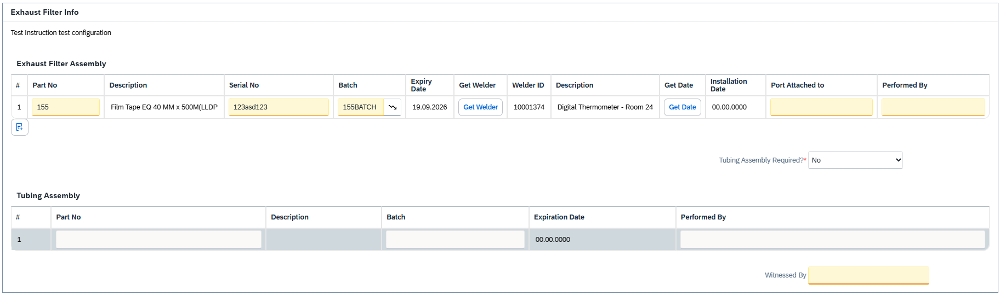 Exhaust Filter Info
Test Instruction test configuration
Exhaust Filter Assembly
# Part No Description Serial No Batch Expiry Date Get Welder Welder ID Description Get Date Installation Date Port Attached to Performed By
1 155 Film Tape EQ 40 MM x 500M(LLDP 123asd123 155BATCH 19.09.2026 Get Welder 10001374 Digital Thermometer - Room 24 Get Date 00.00.0000
Tubing Assembly Required?* No
Tubing Assembly
# Part No Description Batch Expiration Date Performed By
1 00.00.0000
Witnessed By